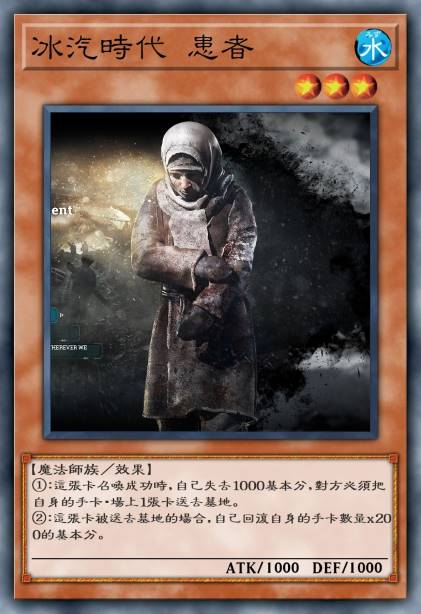 冰汽時代 患者
水
ent
HEREVER WE
【魔法師族／效果】
①:這張卡召喚成功時,自己失去1000基本分,對方必須把
自身的手卡·場上1張卡送去墓地。
②:這張卡被送去墓地的場合,自己回復自身的手卡數量x20
0的基本分。
ATK/1000 DEF/1000